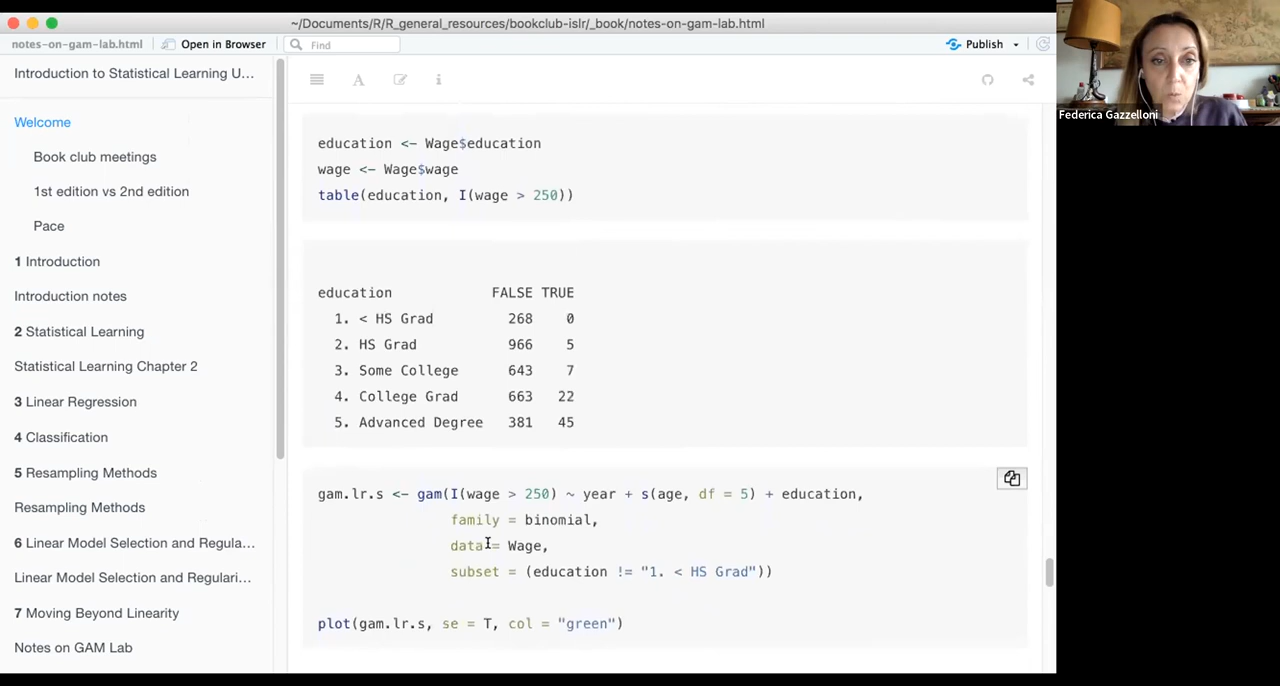 ~/Documents/R/R_general_resources/bookclub-islr/_book/notes-on-gam-lab.html
notes-on-gam-lab.html Open in Browser Find Publish
Federica Gazzelloni
Introduction to Statistical Learning U...
Welcome
Book club meetings
1st edition vs 2nd edition
Pace
1 Introduction
Introduction notes
2 Statistical Learning
Statistical Learning Chapter 2
3 Linear Regression
4 Classification
5 Resampling Methods
Resampling Methods
6 Linear Model Selection and Regula...
Linear Model Selection and Regulari...
7 Moving Beyond Linearity
Notes on GAM Lab
education <- Wage$education
wage <- Wage$wage
table(education, I(wage > 250))
education FALSE TRUE
1. < HS Grad 268 0
2. HS Grad 966 5
3. Some College 643 7
4. College Grad 663 22
5. Advanced Degree 381 45
gam.lr.s <- gam(I(wage > 250) ~ year + s(age, df = 5) + education,
family = binomial,
data = Wage,
subset = (education != "1. < HS Grad"))
plot(gam.lr.s, se = T, col = "green")